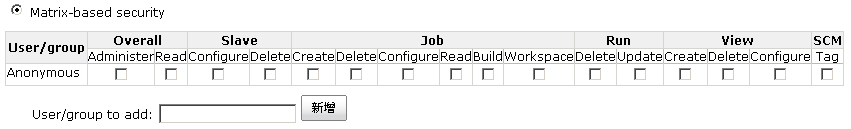 Matrix-based security
User/group Overall Slave Job Run View SCM
Administer Read Configure Delete Create Delete Configure Read Build Workspace Delete Update Create Delete Configure Tag
Anonymous
User/group to add: 新增